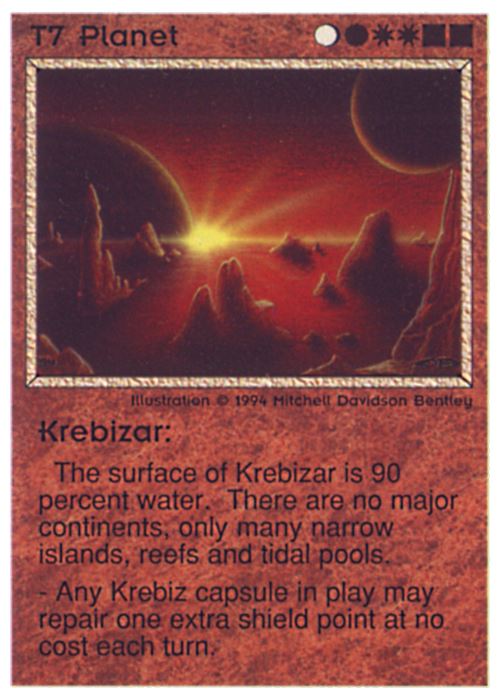 T7 Planet
Illustration © 1994 Mitchell Davidson Bentley
Krebizar:
The surface of Krebizar is 90
percent water. There are no major
continents, only many narrow
islands, reefs and tidal pools.
- Any Krebiz capsule in play may
repair one extra shield point at no
cost each turn.